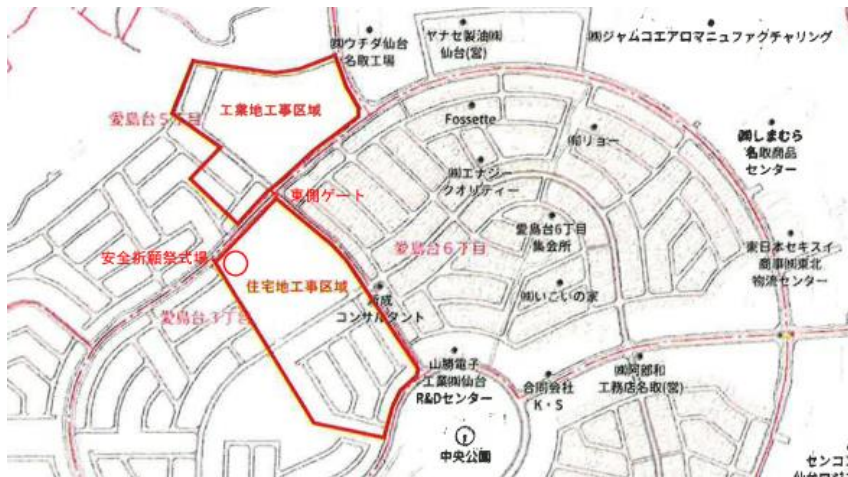 ㈱ウチダ仙台
名取工場
ヤナセ製油㈱
仙台(営)
㈱ジャムコエアロマニュファクチャリング
工業地工事区域
愛島台5丁目
Fossette
㈲リョー
㈱しまむら
名取商品
センター
㈱エナジー
クオリティー
東側ゲート
愛島台6丁目
集会所
愛島台6丁目
東日本セキスイ
商事㈱東北
物流センター
安全祈願祭式場
住宅地工事区域
コンサルタント
㈱いこいの家
愛島台7丁目
山勝電子
工業㈱仙台
R&Dセンター
合同会社
K・S
㈱阿部和
工務店名取(営)
中央公園
センコ